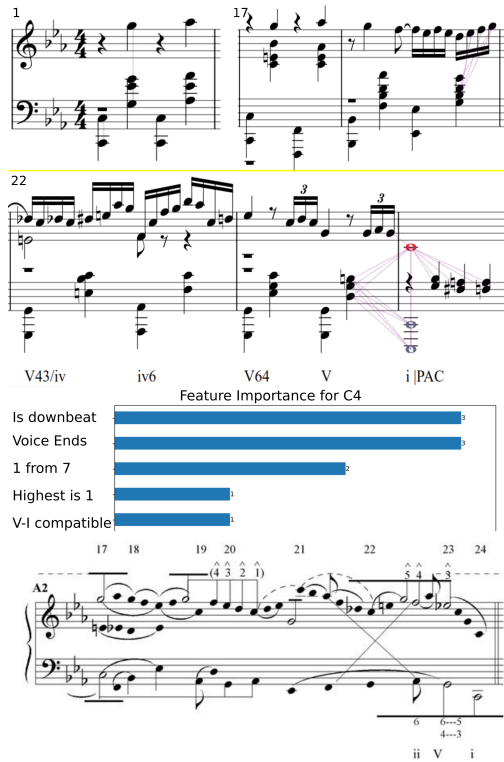 1
17
22
3
3
V43/iv iv6 V64 V i |PAC
Feature Importance for C4
Is downbeat 3
Voice Ends 3
1 from 7 2
Highest is 1 1
V-I compatible 1
17 18 19 20 21 22 23 24
(4 3 2 1)
5 4 3
A2
6 6---5
4---3
ii V i